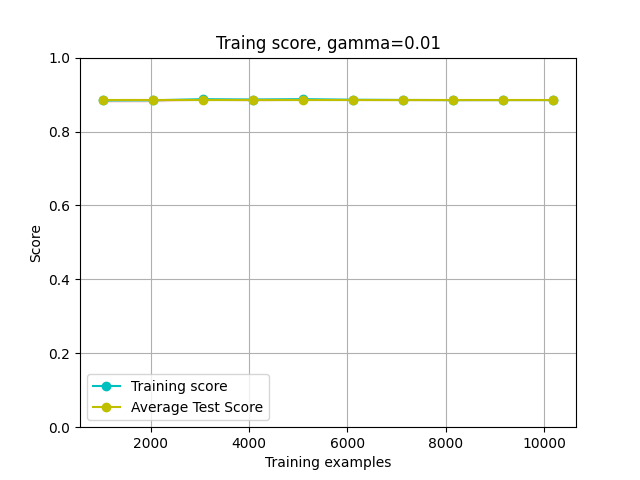 Traing score, gamma=0.01
1.0
0.8
0.6
0.4
0.2
0.0
Score
Training score
Average Test Score
2000 4000 6000 8000 10000
Training examples